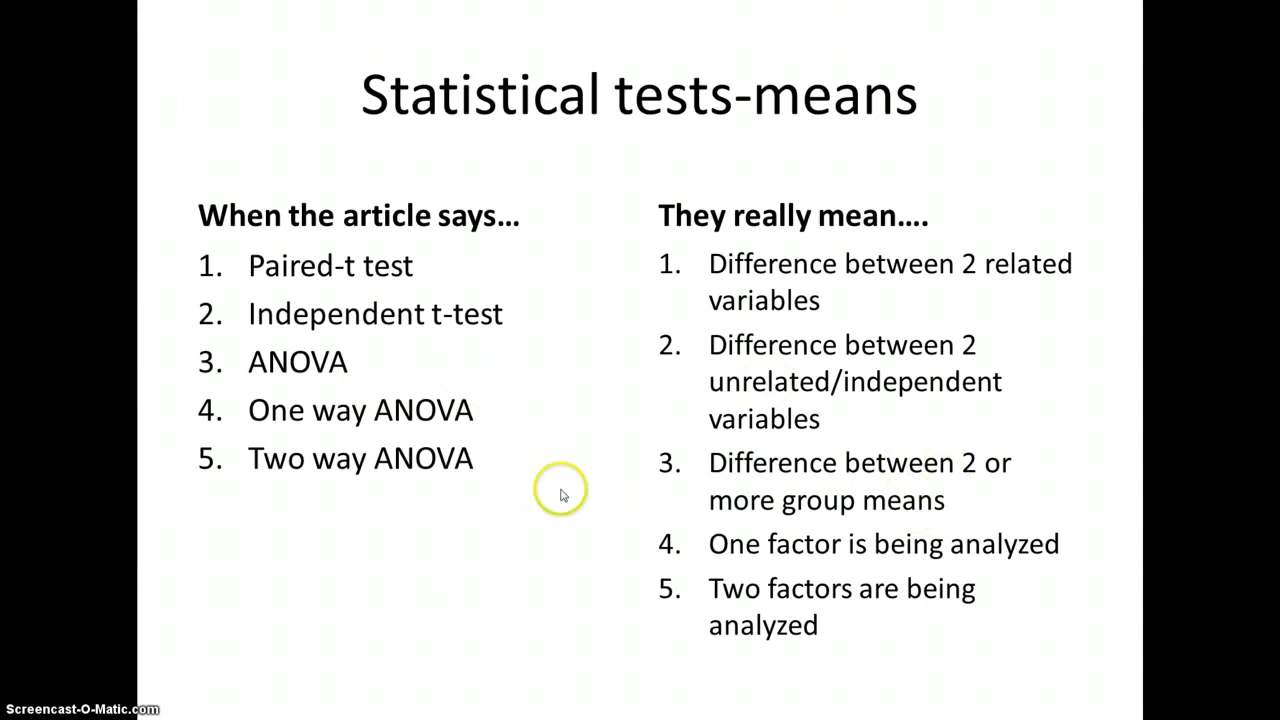 Statistical tests-means
When the article says…
1. Paired-t test
2. Independent t-test
3. ANOVA
4. One way ANOVA
5. Two way ANOVA
They really mean….
1. Difference between 2 related
variables
2. Difference between 2
unrelated/independent
variables
3. Difference between 2 or
more group means
4. One factor is being analyzed
5. Two factors are being
analyzed
Screencast-O-Matic.com